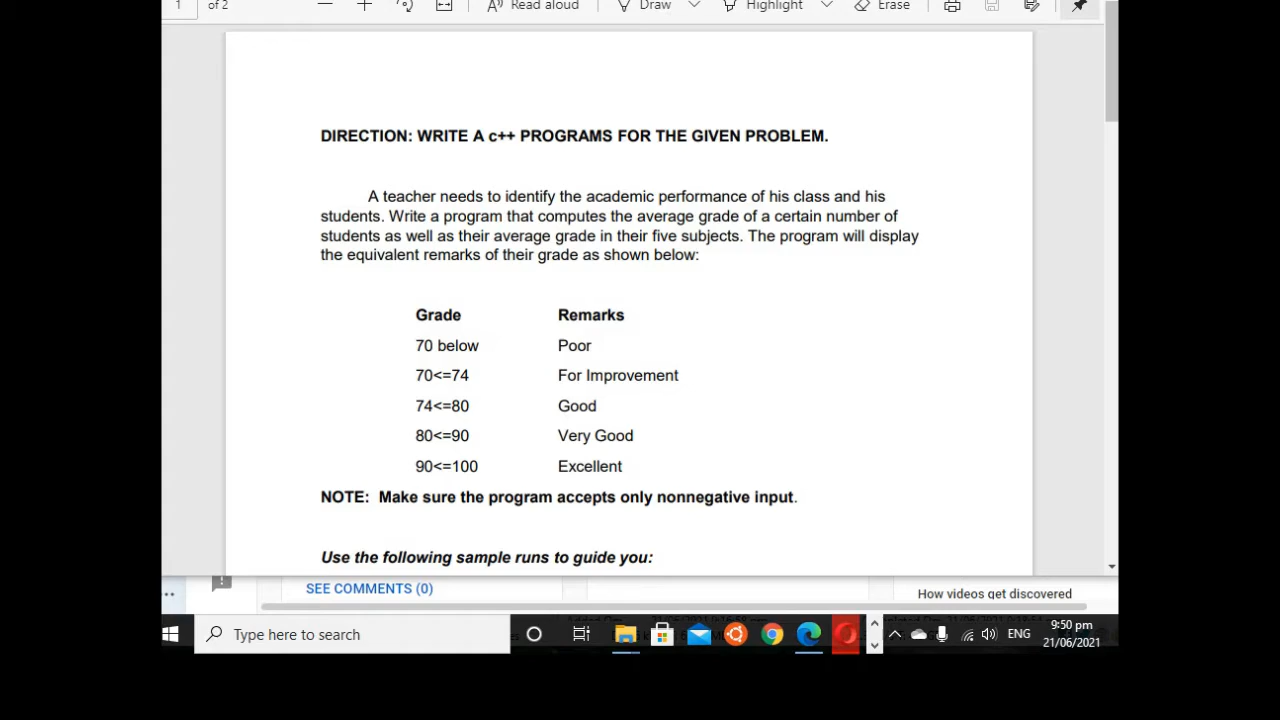 1 of 2 Read aloud Draw Highlight Erase
DIRECTION: WRITE A c++ PROGRAMS FOR THE GIVEN PROBLEM.
A teacher needs to identify the academic performance of his class and his
students. Write a program that computes the average grade of a certain number of
students as well as their average grade in their five subjects. The program will display
the equivalent remarks of their grade as shown below:
Grade Remarks
70 below Poor
70<=74 For Improvement
74<=80 Good
80<=90 Very Good
90<=100 Excellent
NOTE: Make sure the program accepts only nonnegative input.
Use the following sample runs to guide you:
SEE COMMENTS (0)
How videos get discovered
Type here to search
ENG
9:50 pm
21/06/2021